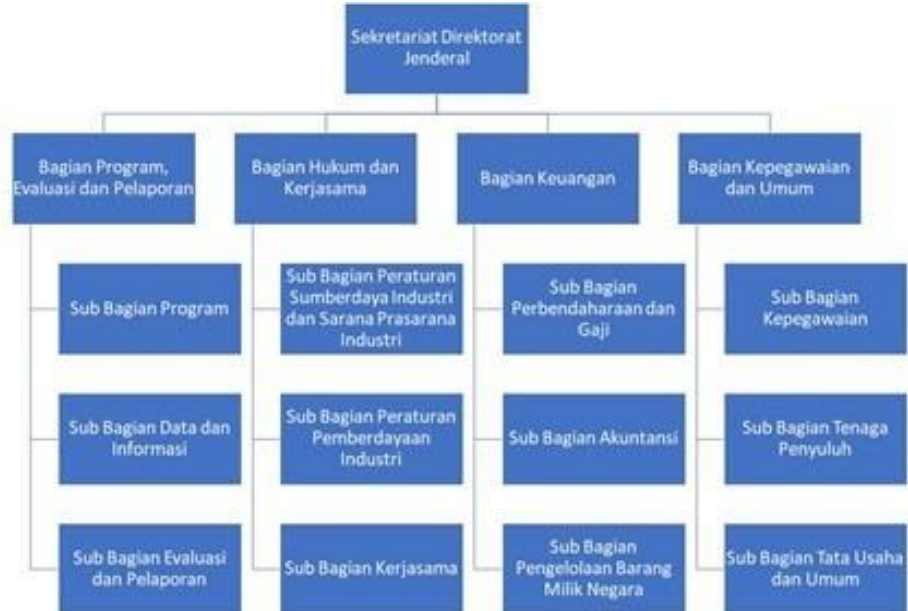 Sekretariat Direktorat
Jenderal
Bagian Program,
Evaluasi dan Pelaporan
Bagian Hukum dan
Kerjasama
Bagian Keuangan
Bagian Kepegawaian
dan Umum
Sub Bagian Program
Sub Bagian Data dan
Informasi
Sub Bagian Evaluasi
dan Pelaporan
Sub Bagian Peraturan
Sumberdaya Industri
dan Sarana Prasarana
Industri
Sub Bagian Peraturan
Pemberdayaan
Industri
Sub Bagian Kerjasama
Sub Bagian
Perbendaharaan dan
Gaji
Sub Bagian Akuntansi
Sub Bagian
Pengelolaan Barang
Milik Negara
Sub Bagian
Kepegawaian
Sub Bagian Tenaga
Penyuluh
Sub Bagian Tata Usaha
dan Umum